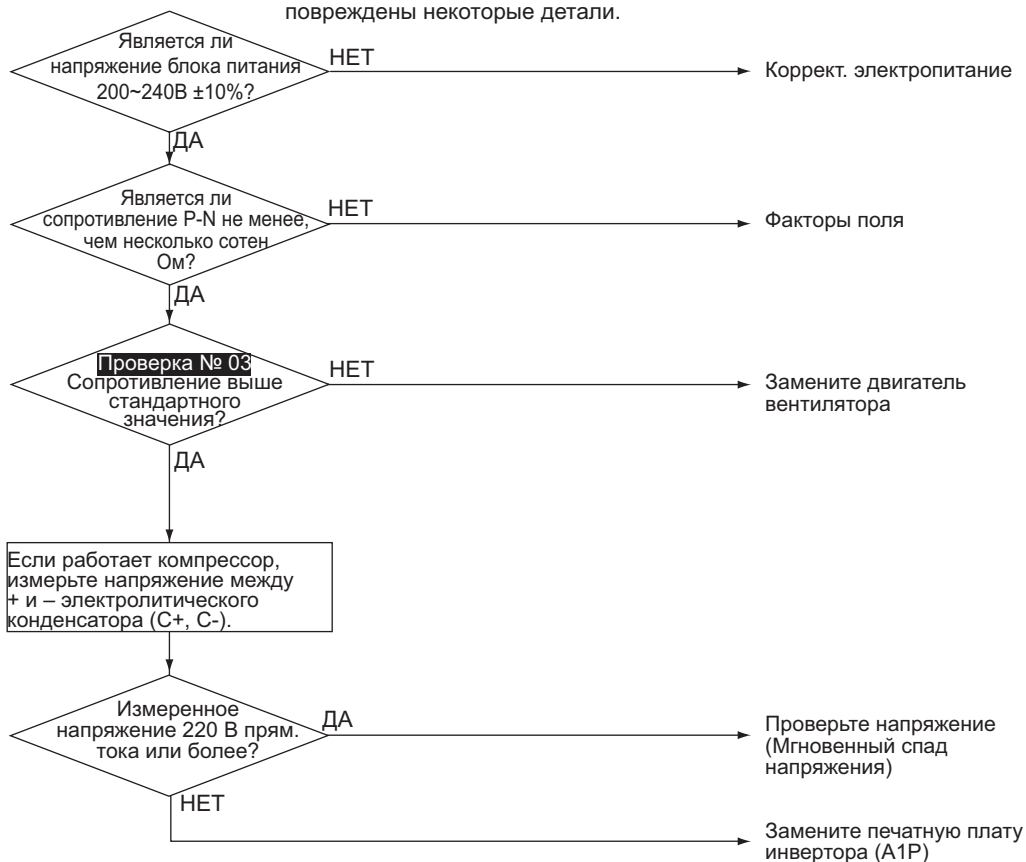 повреждены некоторые детали.
Является ли
напряжение блока питания
200~240В ±10%?
НЕТ
Коррект. электропитание
ДА
Является ли
сопротивление P-N не менее,
чем несколько сотен
Ом?
НЕТ
Факторы поля
ДА
Проверка № 03
Сопротивление выше
стандартного
значения?
НЕТ
Замените двигатель
вентилятора
ДА
Если работает компрессор,
измерьте напряжение между
+ и – электролитического
конденсатора (C+, C-).
Измеренное
напряжение 220 В прям.
тока или более?
ДА
Проверьте напряжение
(Мгновенный спад
напряжения)
НЕТ
Замените печатную плату
инвертора (A1P)